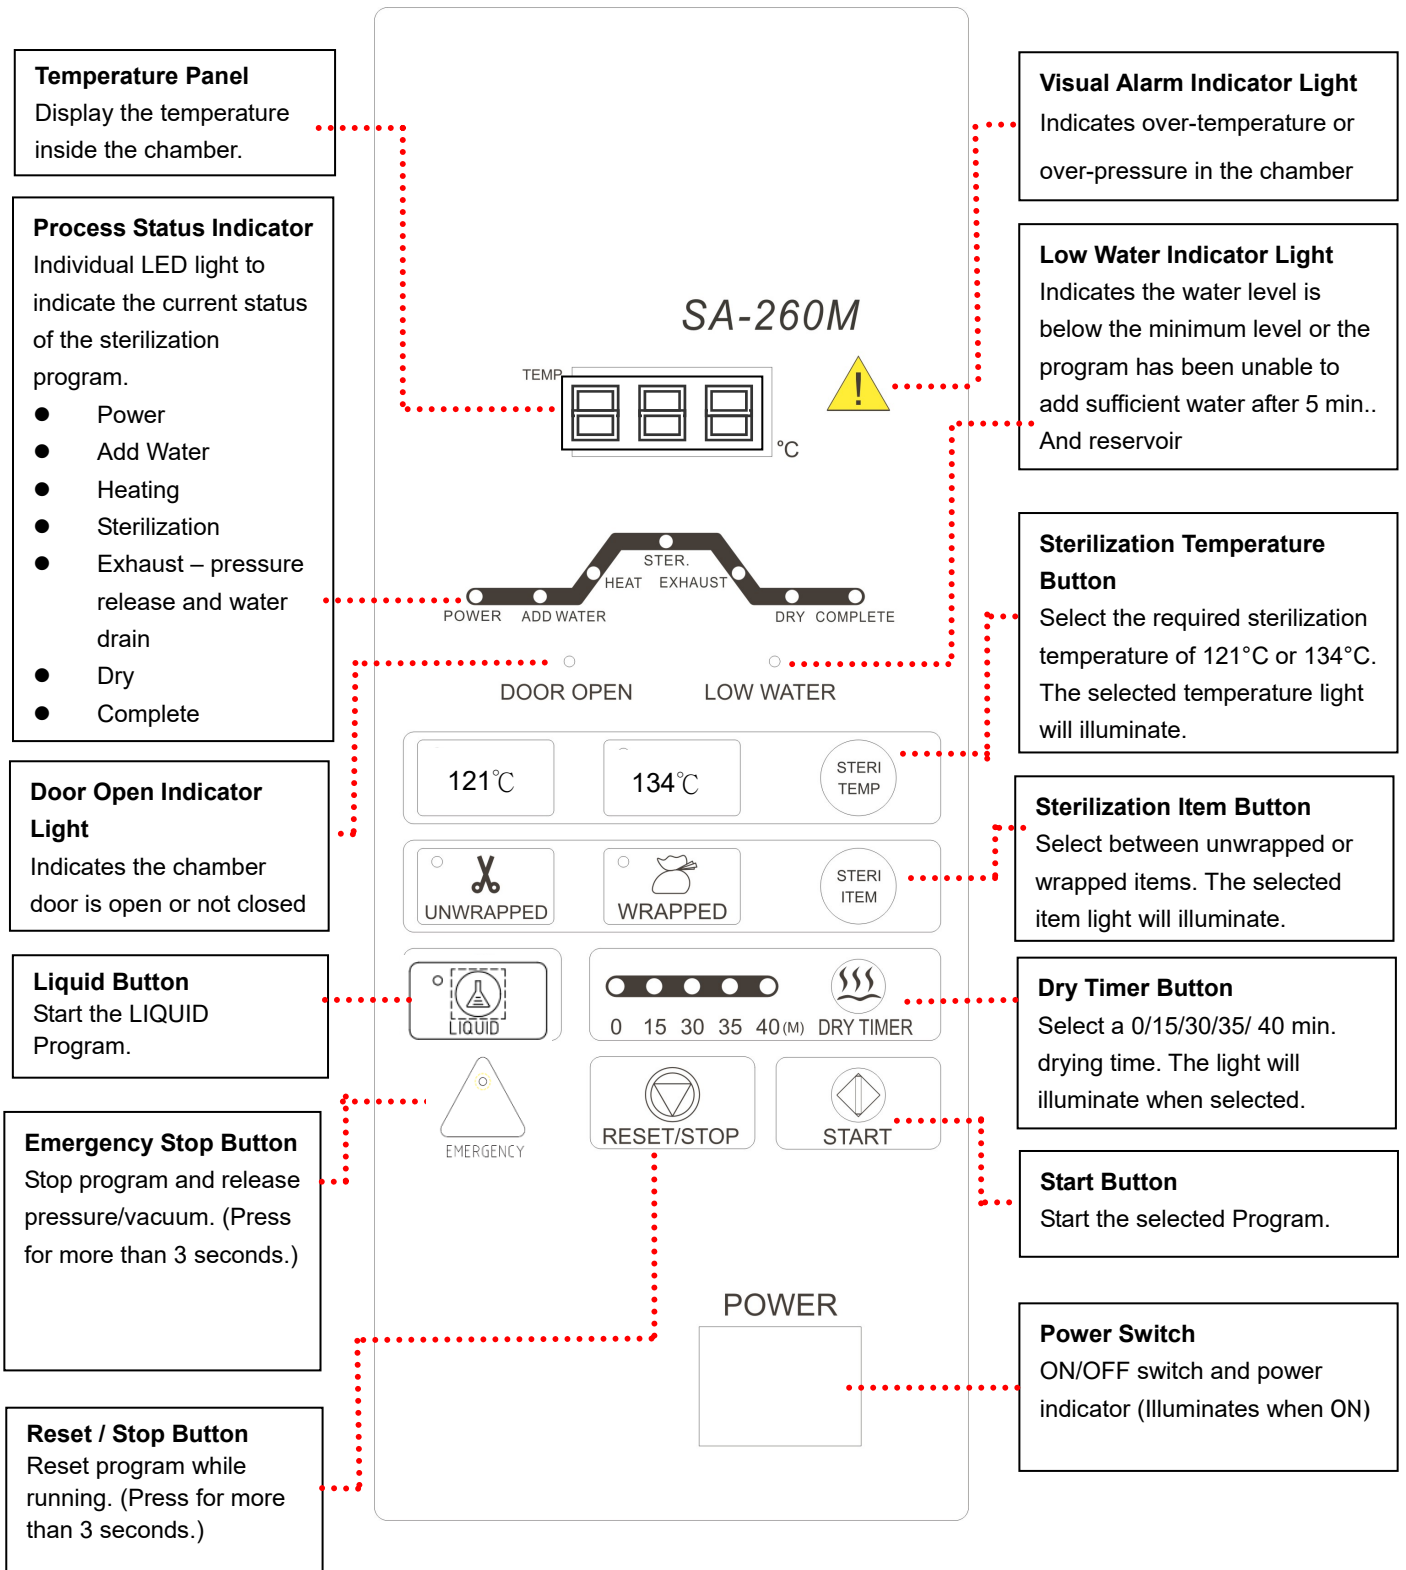 Temperature Panel
Display the temperature
inside the chamber.
Process Status Indicator
Individual LED light to
indicate the current status
of the sterilization
program.
● Power
● Add Water
● Heating
● Sterilization
● Exhaust – pressure
release and water
drain
● Dry
● Complete
Door Open Indicator
Light
Indicates the chamber
door is open or not closed
Liquid Button
Start the LIQUID
Program.
Emergency Stop Button
Stop program and release
pressure/vacuum. (Press
for more than 3 seconds.)
Reset / Stop Button
Reset program while
running. (Press for more
than 3 seconds.)
SA-260M
TEMP
888
°C
!
STER.
HEAT EXHAUST
POWER ADD WATER DRY COMPLETE
DOOR OPEN LOW WATER
121℃ 134℃ STERI
TEMP
UNWRAPPED WRAPPED STERI
ITEM
LIQUID
0 15 30 35 40(M) DRY TIMER
EMERGENCY
RESET/STOP
START
POWER
Visual Alarm Indicator Light
Indicates over-temperature or
over-pressure in the chamber
Low Water Indicator Light
Indicates the water level is
below the minimum level or the
program has been unable to
add sufficient water after 5 min..
And reservoir
Sterilization Temperature
Button
Select the required sterilization
temperature of 121°C or 134°C.
The selected temperature light
will illuminate.
Sterilization Item Button
Select between unwrapped or
wrapped items. The selected
item light will illuminate.
Dry Timer Button
Select a 0/15/30/35/ 40 min.
drying time. The light will
illuminate when selected.
Start Button
Start the selected Program.
Power Switch
ON/OFF switch and power
indicator (Illuminates when ON)